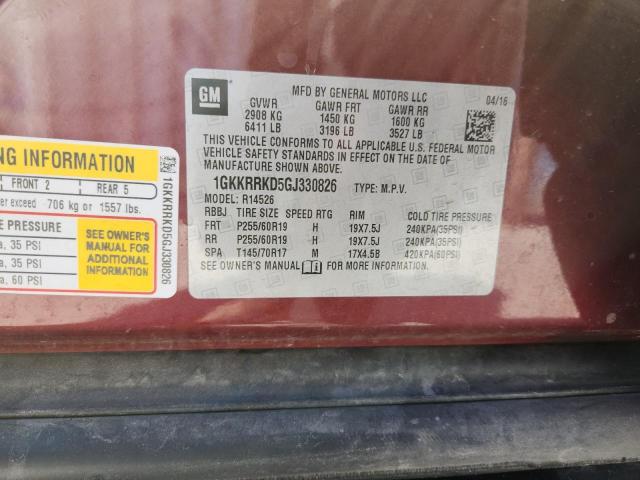 GM
MFD BY GENERAL MOTORS LLC
04/16
GVWR GAWR FRT GAWR RR
2908 KG 1450 KG 1600 KG
6411 LB 3196 LB 3527 LB
THIS VEHICLE CONFORMS TO ALL APPLICABLE U.S. FEDERAL MOTOR
VEHICLE SAFETY STANDARDS IN EFFECT ON THE DATE OF
MANUFACTURE SHOWN ABOVE.
1GKKRRKD5GJ330826 TYPE: M.P.V.
MODEL: R14526
RBBJ TIRE SIZE SPEED RTG RIM COLD TIRE PRESSURE
FRT P255/60R19 H 19X7.5J 240KPA(35PSI)
RR P255/60R19 H 19X7.5J 240KPA(35PSI)
SPA T145/70R17 M 17X4.5B 420KPA(60PSI)
SEE OWNER'S MANUAL FOR MORE INFORMATION.
NG INFORMATION
FRONT 2 REAR 5
er exceed 706 kg or 1557 lbs.
RE PRESSURE
a, 35 PSI
a, 35 PSI
a, 60 PSI
SEE OWNER'S
MANUAL FOR
ADDITIONAL
INFORMATION
1GKKRRKD5GJ330826